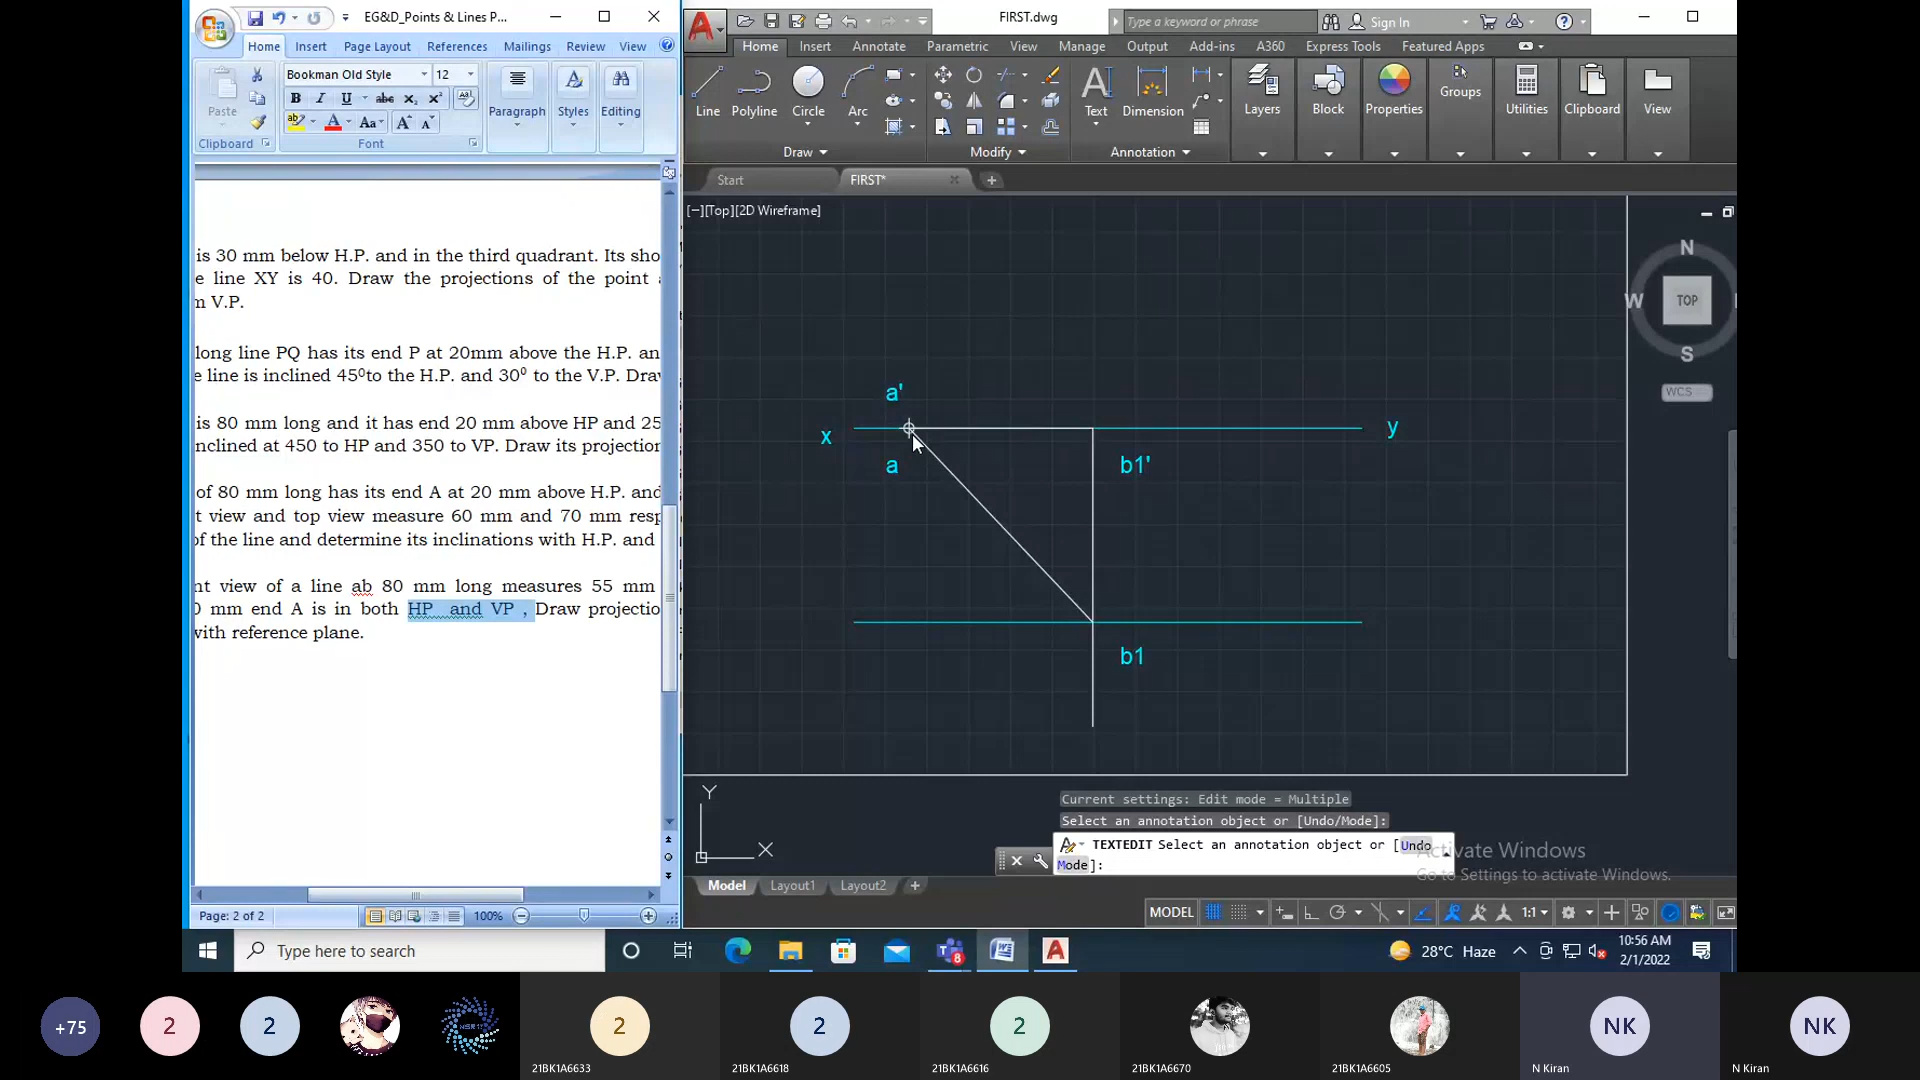 EG&D_Points & Lines P...
Home Insert Page Layout References Mailings Review View
Paste
Bookman Old Style 12
Paragraph Styles Editing
Clipboard Font
is 30 mm below H.P. and in the third quadrant. Its sho
e line XY is 40. Draw the projections of the point
V.P.
long line PQ has its end P at 20mm above the H.P. an
e line is inclined 45⁰to the H.P. and 30⁰ to the V.P. Dra
is 80 mm long and it has end 20 mm above HP and 25
inclined at 450 to HP and 350 to VP. Draw its projection
of 80 mm long has its end A at 20 mm above H.P. and
t view and top view measure 60 mm and 70 mm resp
of the line and determine its inclinations with H.P. and
nt view of a line ab 80 mm long measures 55 mm
0 mm end A is in both HP and VP , Draw projectio
with reference plane.
Page: 2 of 2 100%
FIRST.dwg
Type a keyword or phrase
Sign In
Home Insert Annotate Parametric View Manage Output Add-ins A360 Express Tools Featured Apps
Line Polyline Circle Arc
Text Dimension
Layers Block Properties Groups Utilities Clipboard View
Draw Modify Annotation
Start FIRST*
[−][Top][2D Wireframe]
N
W TOP
S
WCS
a'
x y
a b1'
b1
Y
X
Current settings: Edit mode = Multiple
Select an annotation object or [Undo/Mode]:
TEXTEDIT Select an annotation object or [Undo
Mode]:
Activate Windows
Go to Settings to activate Windows.
Model Layout1 Layout2
MODEL 1:1
Type here to search
8
28°C Haze
10:56 AM
2/1/2022
+75 2 2 2 2 2 NK NK
21BK1A6633 21BK1A6618 21BK1A6616 21BK1A6670 21BK1A6605 N Kiran N Kiran